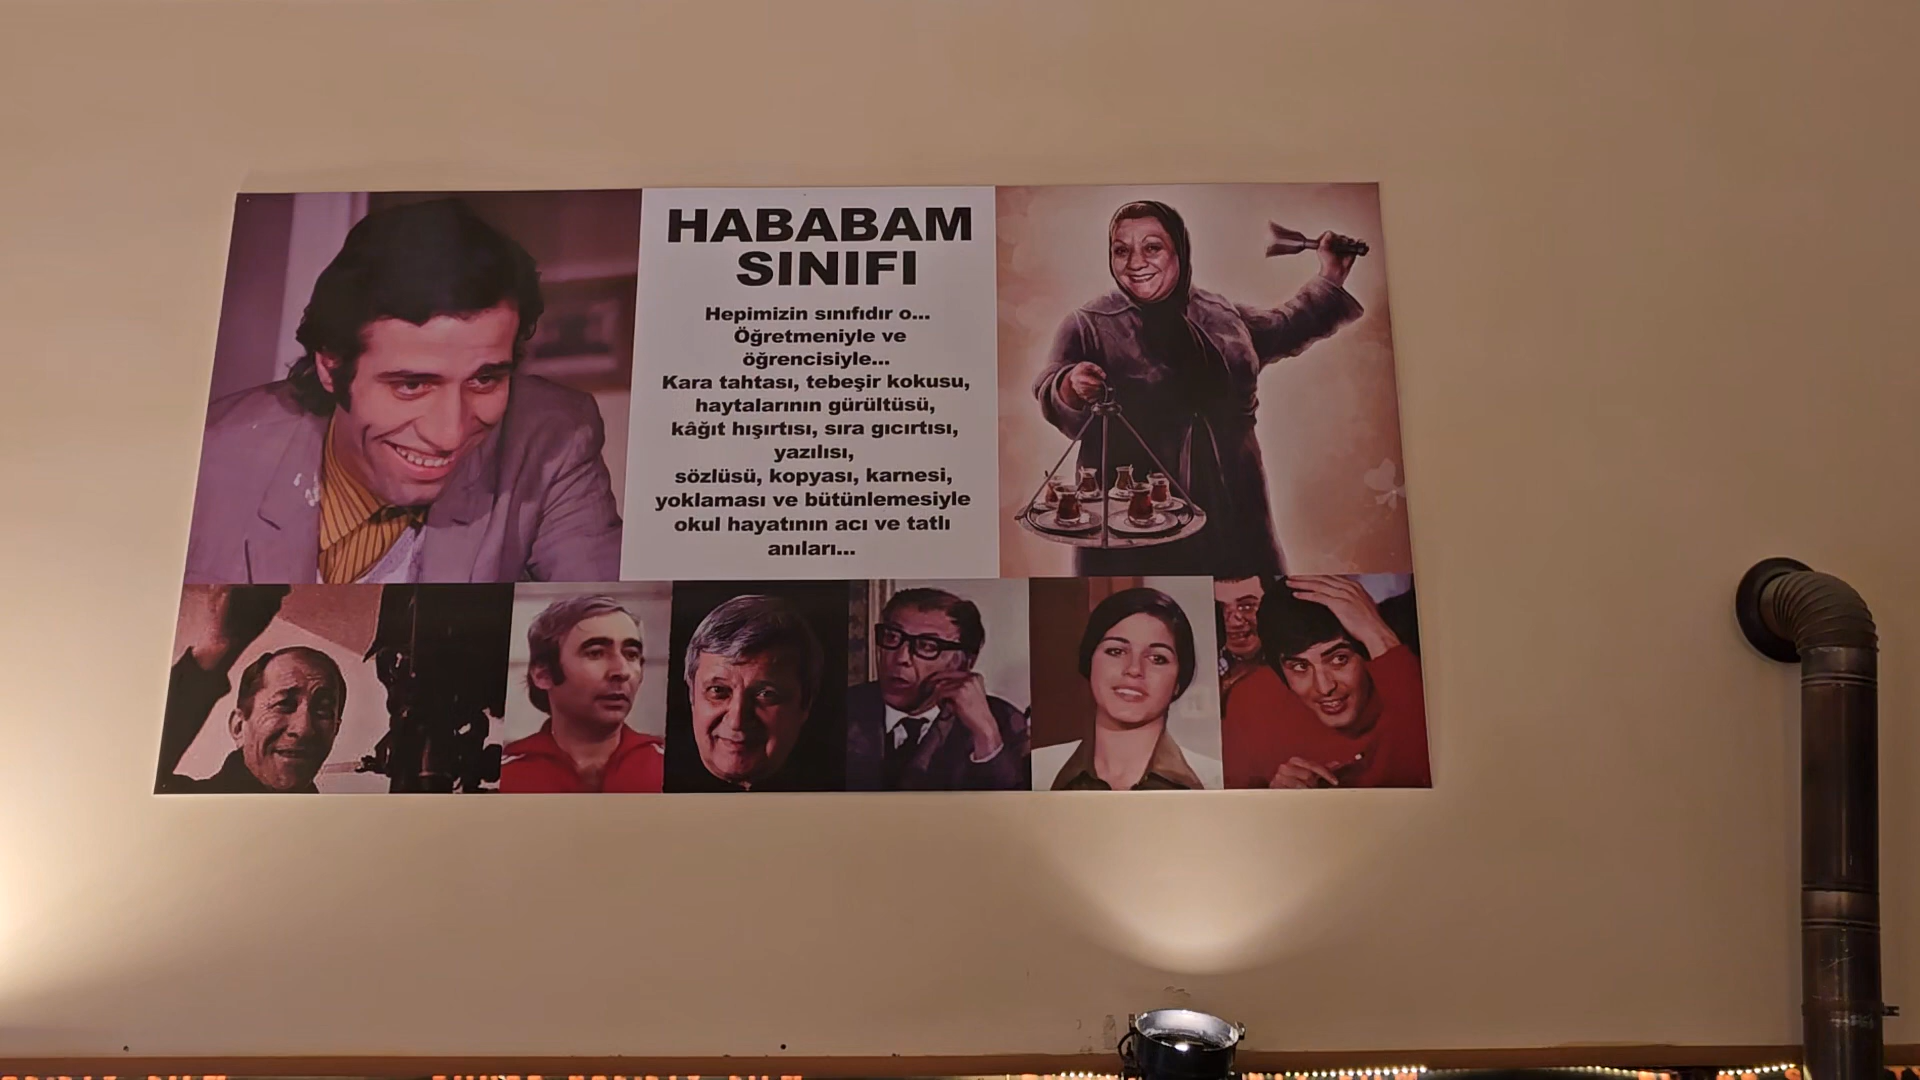 HABABAM
SINIFI
Hepimizin sınıfıdır o...
Öğretmeniyle ve
öğrencisiyle...
Kara tahtası, tebeşir kokusu,
haytalarının gürültüsü,
kâğıt hışırtısı, sıra gıcırtısı,
yazılısı,
sözlüsü, kopyası, karnesi,
yoklaması ve bütünlemesiyle
okul hayatının acı ve tatlı
anıları...